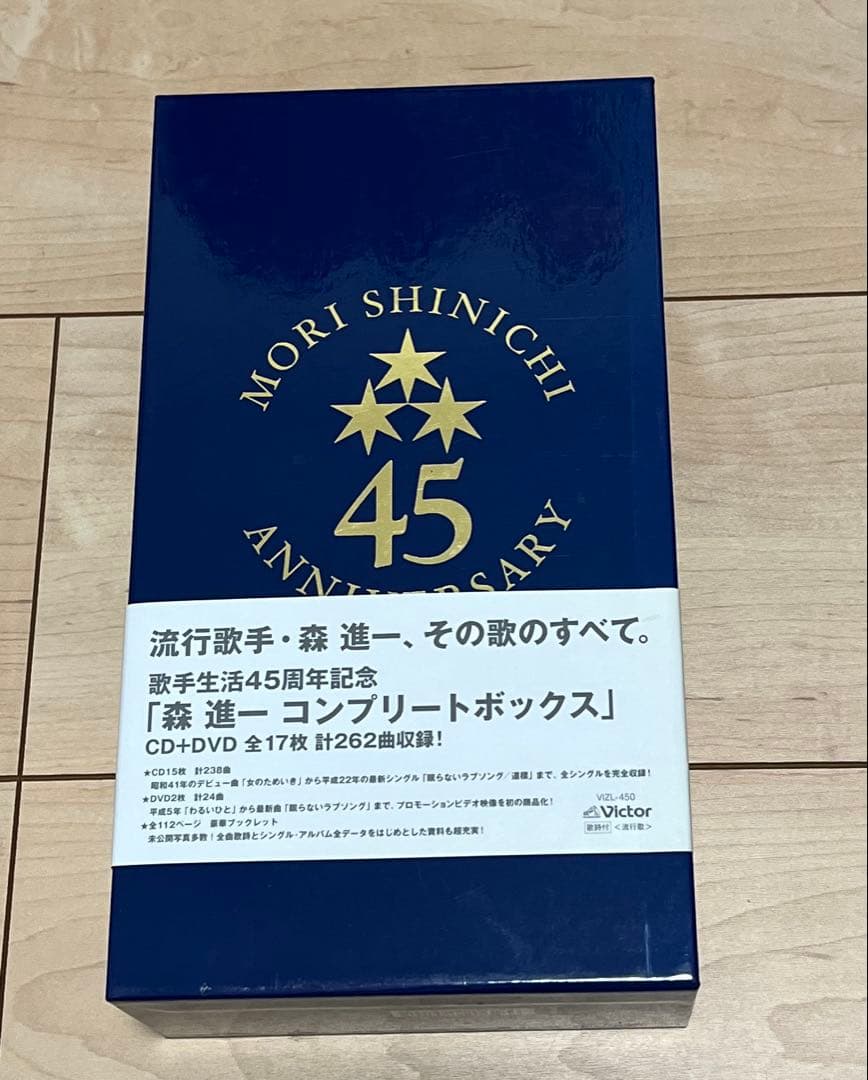 MORI SHINICHI
45
ANNIVERSARY
流行歌手・森 進一、その歌のすべて。
歌手生活45周年記念
「森 進一 コンプリートボックス」
CD+DVD 全17枚 計262曲収録!
★CD15枚 計238曲
昭和41年のデビュー曲「女のためいき」から平成22年の最新シングル「眠らないラブソング/道標」まで、全シングルを完全収録!
★DVD2枚 計24曲
平成5年「わるいひと」から最新曲「眠らないラブソング」まで、プロモーションビデオ映像を初の商品化!
★全112ページ 豪華ブックレット
未公開写真多数!全曲歌詩とシングル・アルバム全データをはじめとした資料も超充実!
VIZL-450
Victor
歌詩付 <流行歌>